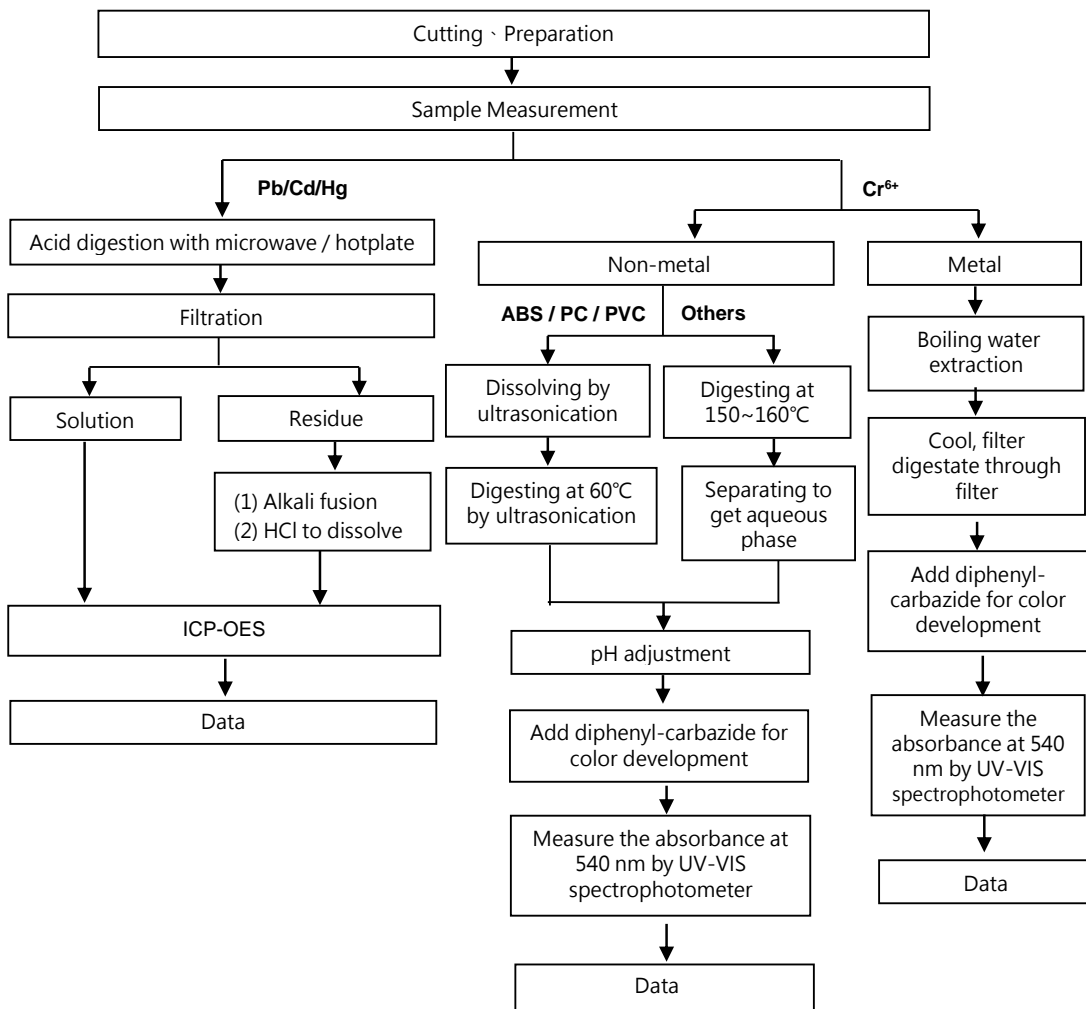 Cutting、Preparation
Sample Measurement
Pb/Cd/Hg
Cr⁶⁺
Acid digestion with microwave / hotplate
Filtration
Solution
Residue
(1) Alkali fusion
(2) HCl to dissolve
ICP-OES
Data
Non-metal
ABS / PC / PVC
Others
Dissolving by
ultrasonication
Digesting at 60℃
by ultrasonication
Digesting at
150~160℃
Separating to
get aqueous
phase
pH adjustment
Add diphenyl-carbazide for
color development
Measure the absorbance at
540 nm by UV-VIS
spectrophotometer
Data
Metal
Boiling water
extraction
Cool, filter
digestate through
filter
Add diphenyl-
carbazide for color
development
Measure the
absorbance at 540
nm by UV-VIS
spectrophotometer
Data